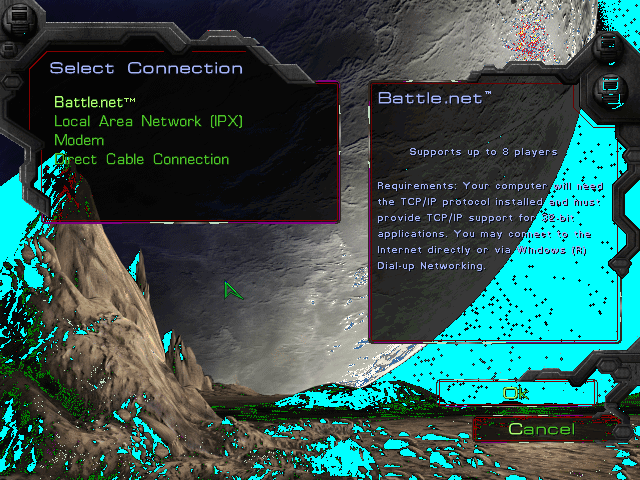 Select Connection
Battle.net™
Local Area Network (IPX)
Modem
Direct Cable Connection
Battle.net™
Supports up to 8 players
Requirements: Your computer will need
the TCP/IP protocol installed and must
provide TCP/IP support for 32-bit
applications. You may connect to the
Internet directly or via Windows (R)
Dial-up Networking.
Ok
Cancel